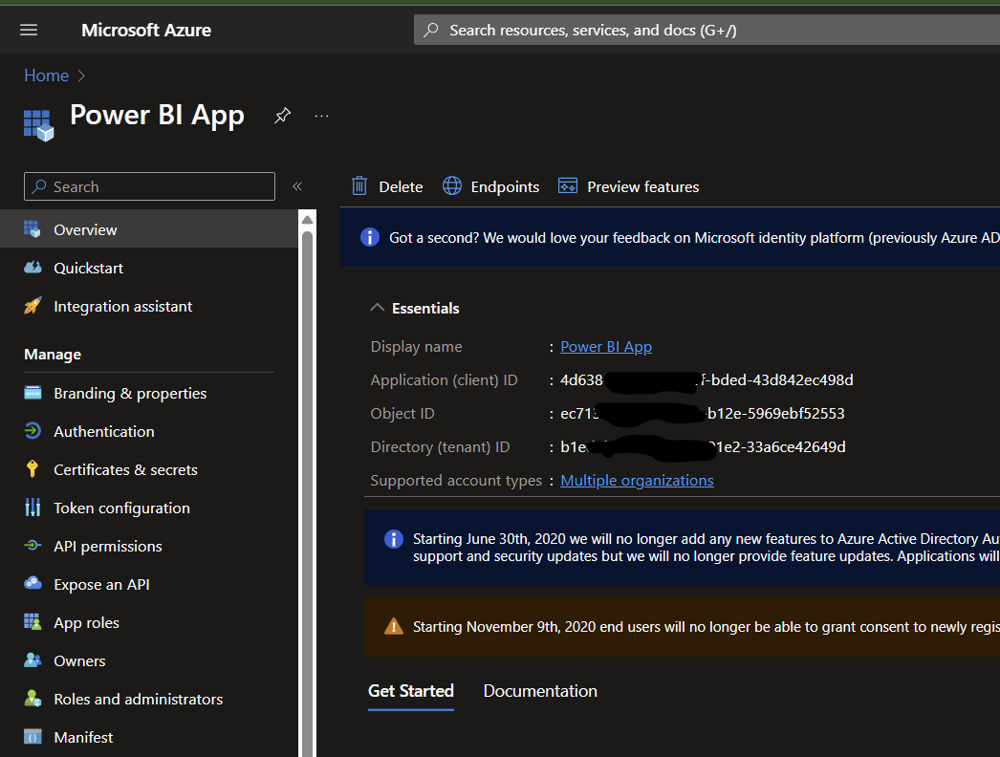 Microsoft Azure
Search resources, services, and docs (G+/)
Home
Power BI App
Search
Delete
Endpoints
Preview features
Overview
Quickstart
Integration assistant
Manage
Branding & properties
Authentication
Certificates & secrets
Token configuration
API permissions
Expose an API
App roles
Owners
Roles and administrators
Manifest
Got a second? We would love your feedback on Microsoft identity platform (previously Azure AD
Essentials
Display name : Power BI App
Application (client) ID : 4d638 f-bded-43d842ec498d
Object ID : ec713 -b12e-5969ebf52553
Directory (tenant) ID : b1e 1e2-33a6ce42649d
Supported account types : Multiple organizations
Starting June 30th, 2020 we will no longer add any new features to Azure Active Directory Au
support and security updates but we will no longer provide feature updates. Applications will
Starting November 9th, 2020 end users will no longer be able to grant consent to newly regis
Get Started
Documentation